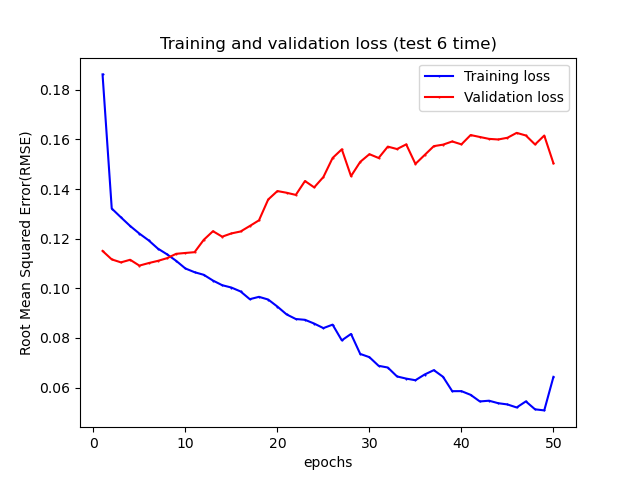 Training and validation loss (test 6 time)
Training loss
Validation loss
Root Mean Squared Error(RMSE)
0.18
0.16
0.14
0.12
0.10
0.08
0.06
0 10 20 30 40 50
epochs